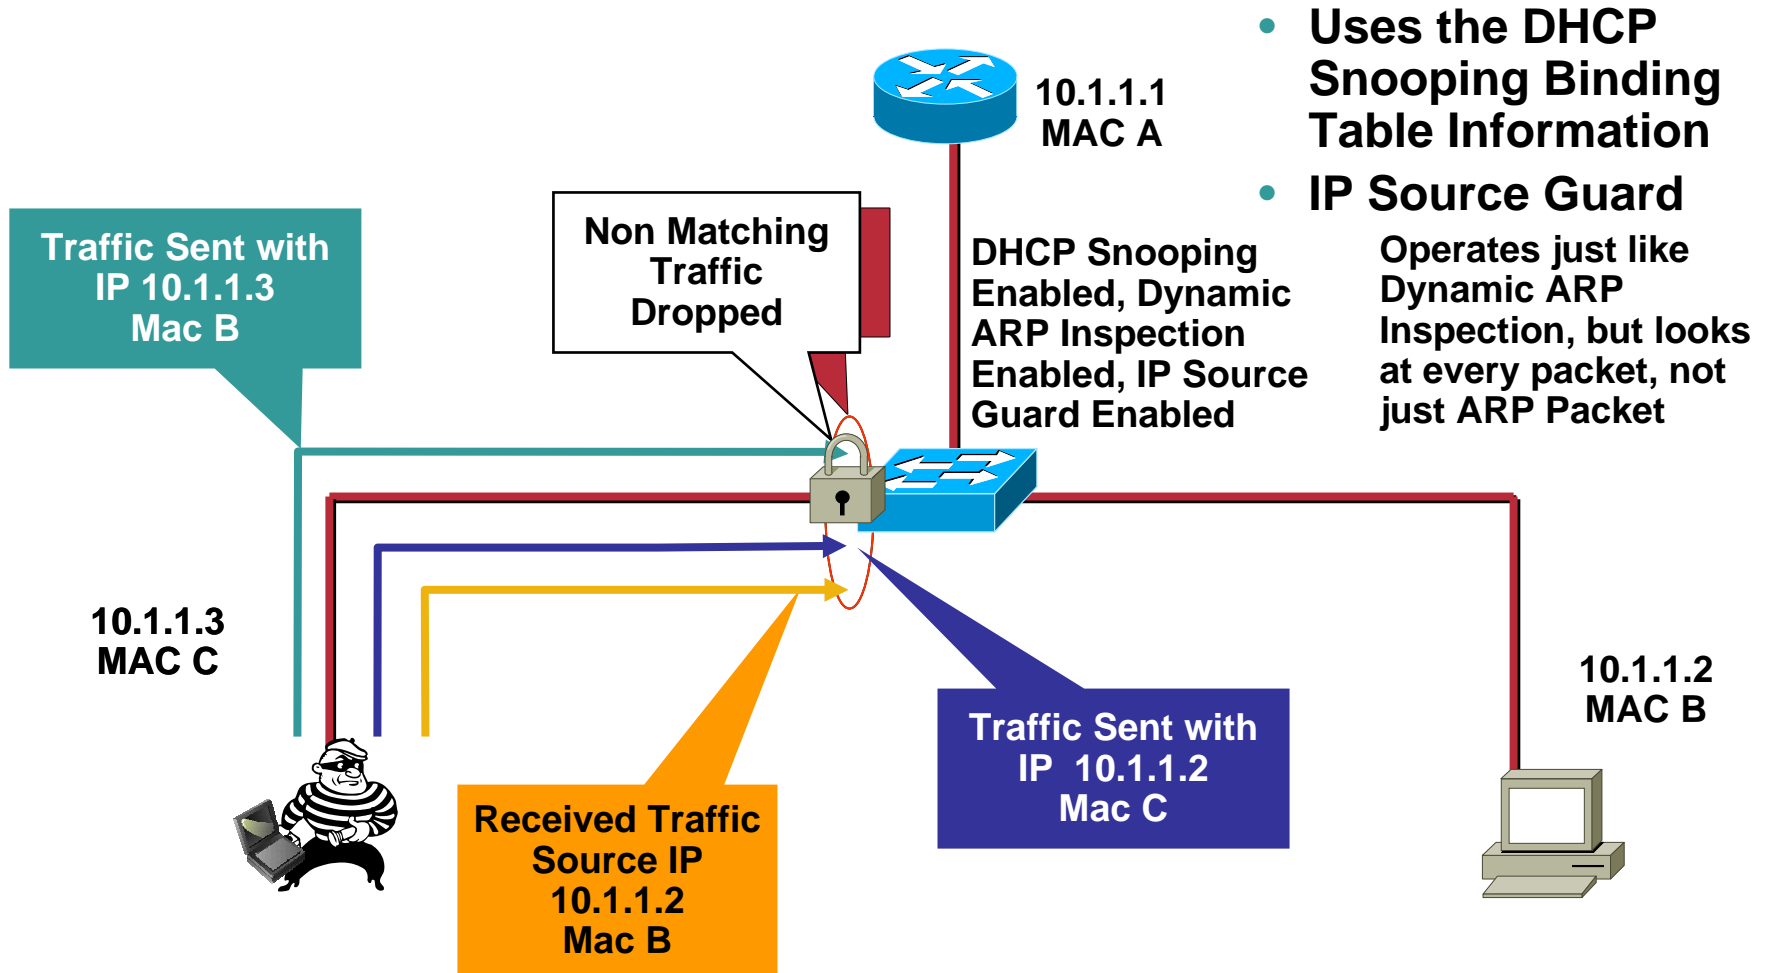 • Uses the DHCP
Snooping Binding
Table Information
• IP Source Guard
Operates just like
Dynamic ARP
Inspection, but looks
at every packet, not
just ARP Packet
10.1.1.1
MAC A
DHCP Snooping
Enabled, Dynamic
ARP Inspection
Enabled, IP Source
Guard Enabled
Non Matching
Traffic
Dropped
Traffic Sent with
IP 10.1.1.3
Mac B
10.1.1.3
MAC C
Received Traffic
Source IP
10.1.1.2
Mac B
Traffic Sent with
IP 10.1.1.2
Mac C
10.1.1.2
MAC B